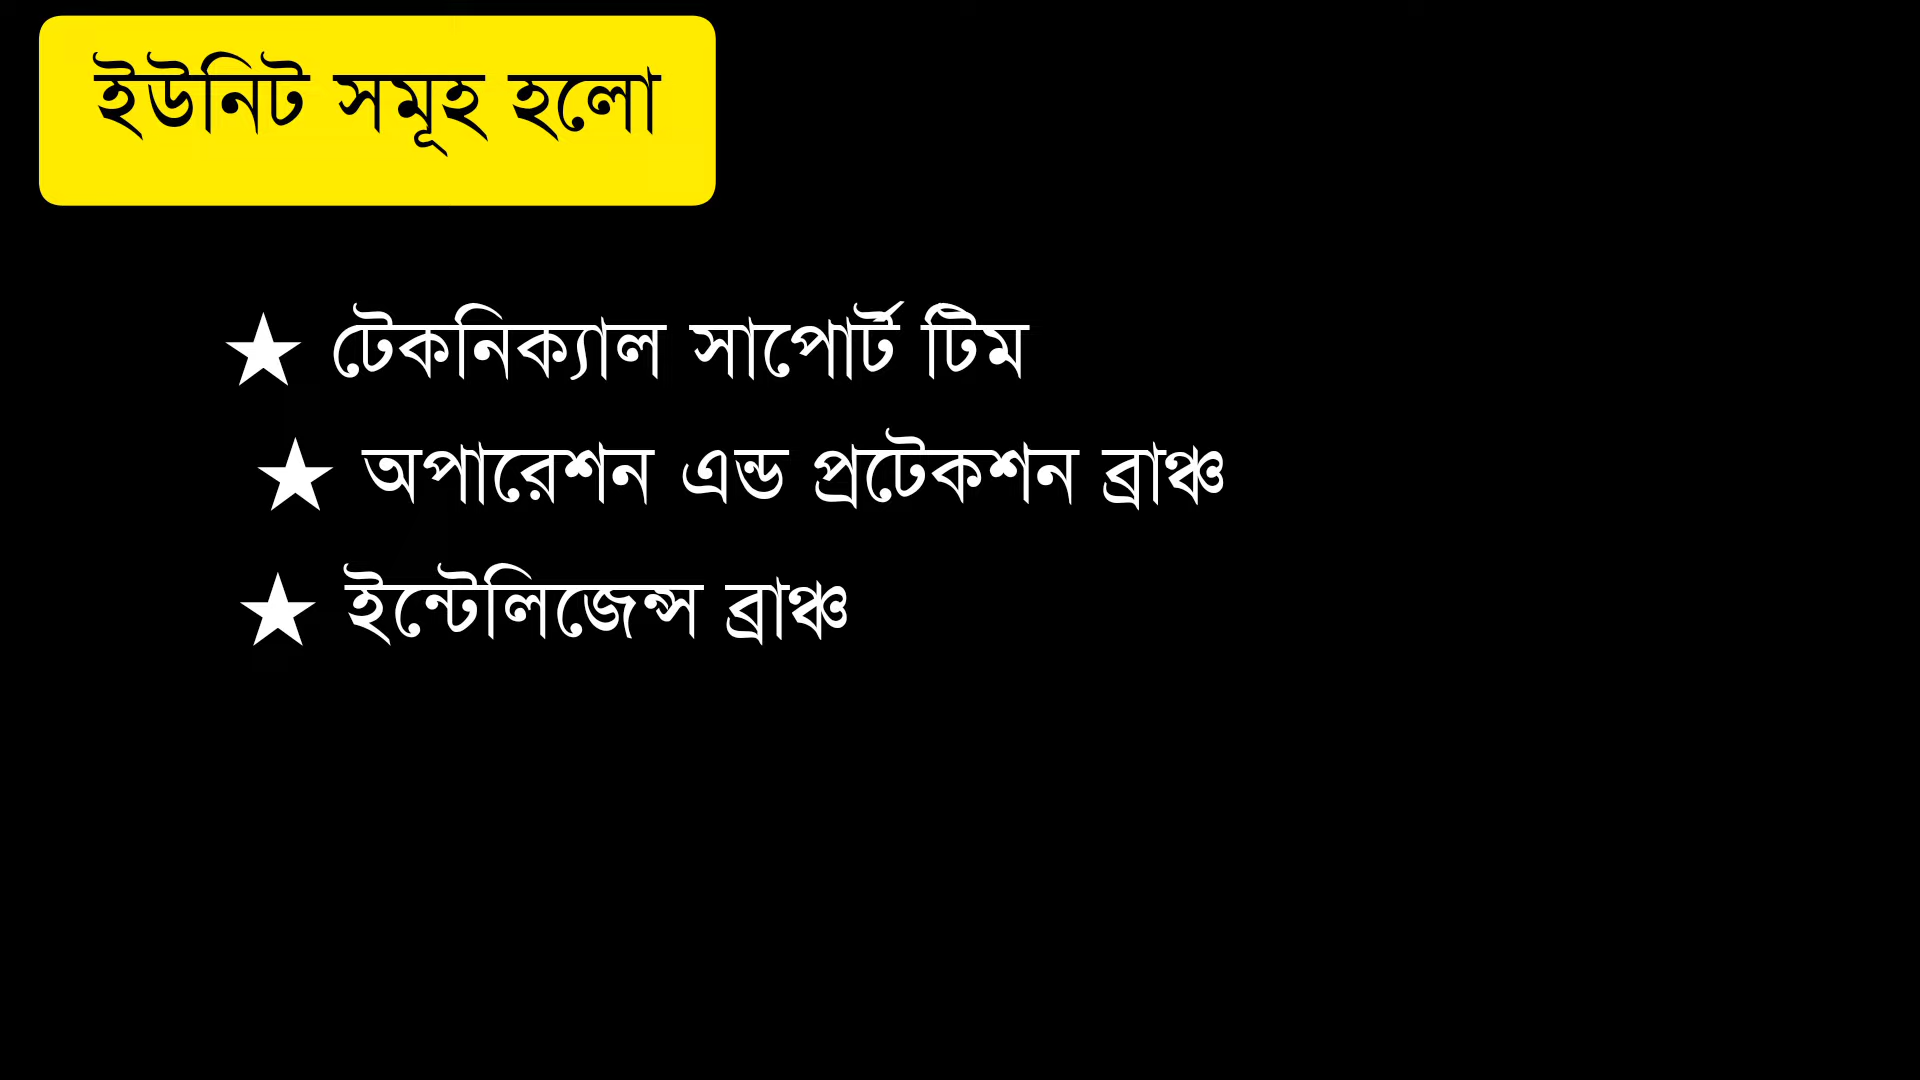 ইউনিট সমূহ হলো
★ টেকনিক্যাল সাপোর্ট টিম
★ অপারেশন এন্ড প্রটেকশন ব্রাঞ্চ
★ ইন্টেলিজেন্স ব্রাঞ্চ